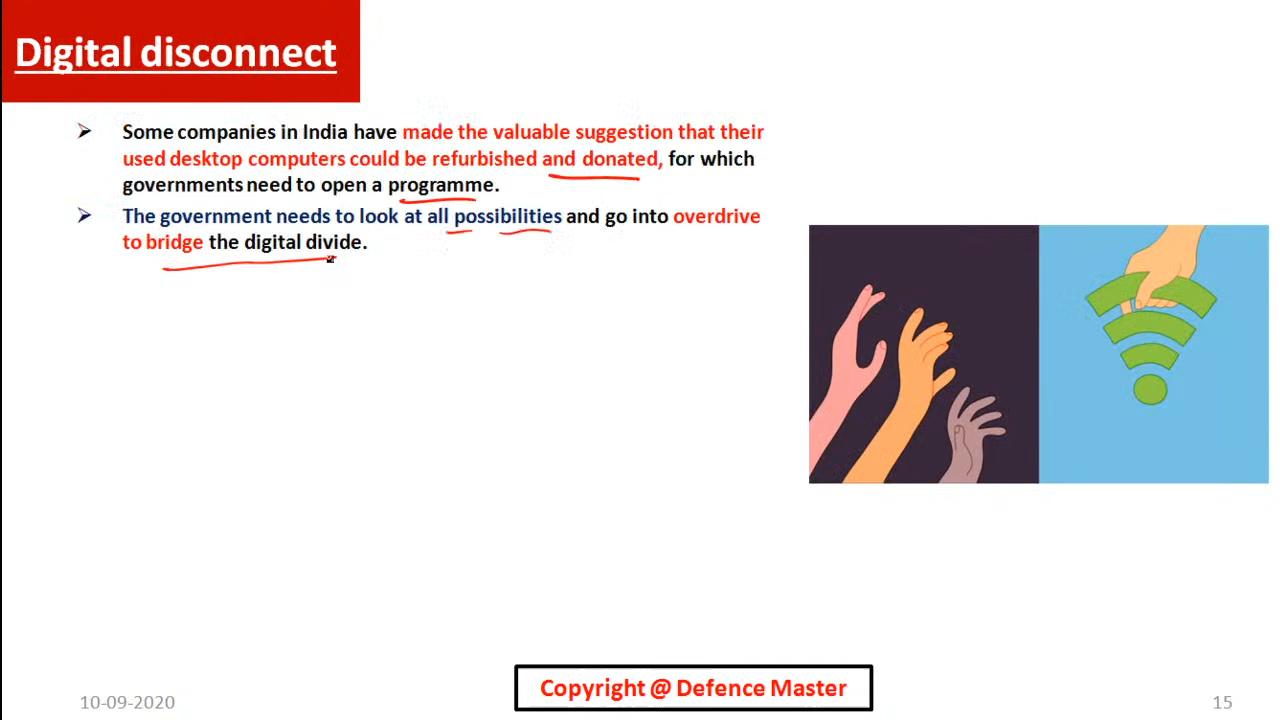 Digital disconnect
Some companies in India have made the valuable suggestion that their
used desktop computers could be refurbished and donated, for which
governments need to open a programme.
The government needs to look at all possibilities and go into overdrive
to bridge the digital divide.
10-09-2020
Copyright @ Defence Master
15